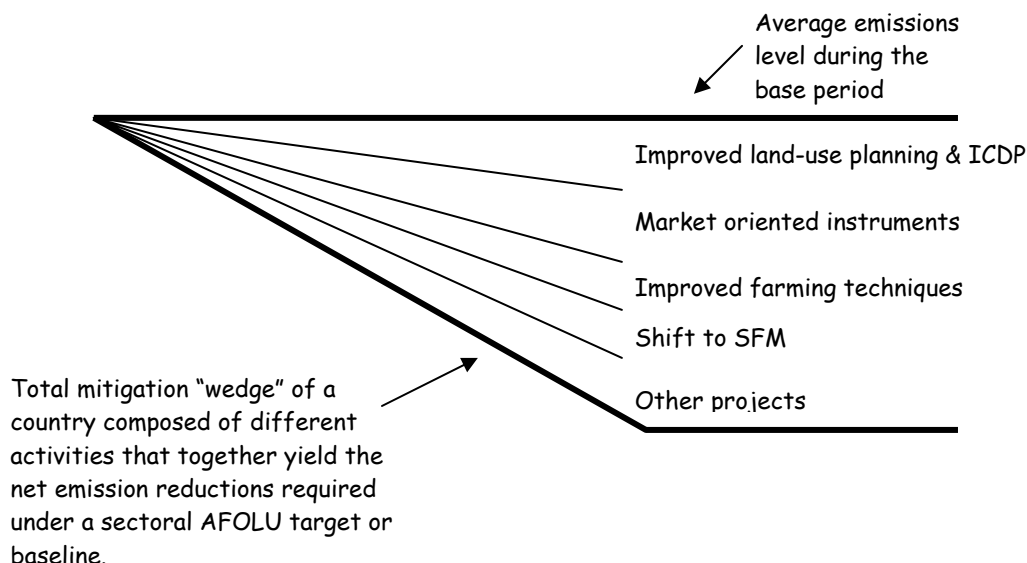 Average emissions
level during the
base period
Improved land-use planning & ICDP
Market oriented instruments
Improved farming techniques
Shift to SFM
Other projects
Total mitigation “wedge” of a
country composed of different
activities that together yield the
net emission reductions required
under a sectoral AFOLU target or
baseline.